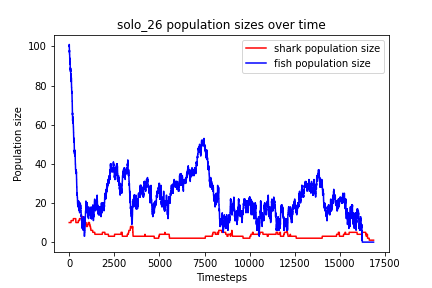 solo_26 population sizes over time
shark population size
fish population size
Population size
100
80
60
40
20
0
0 2500 5000 7500 10000 12500 15000 17500
Timesteps